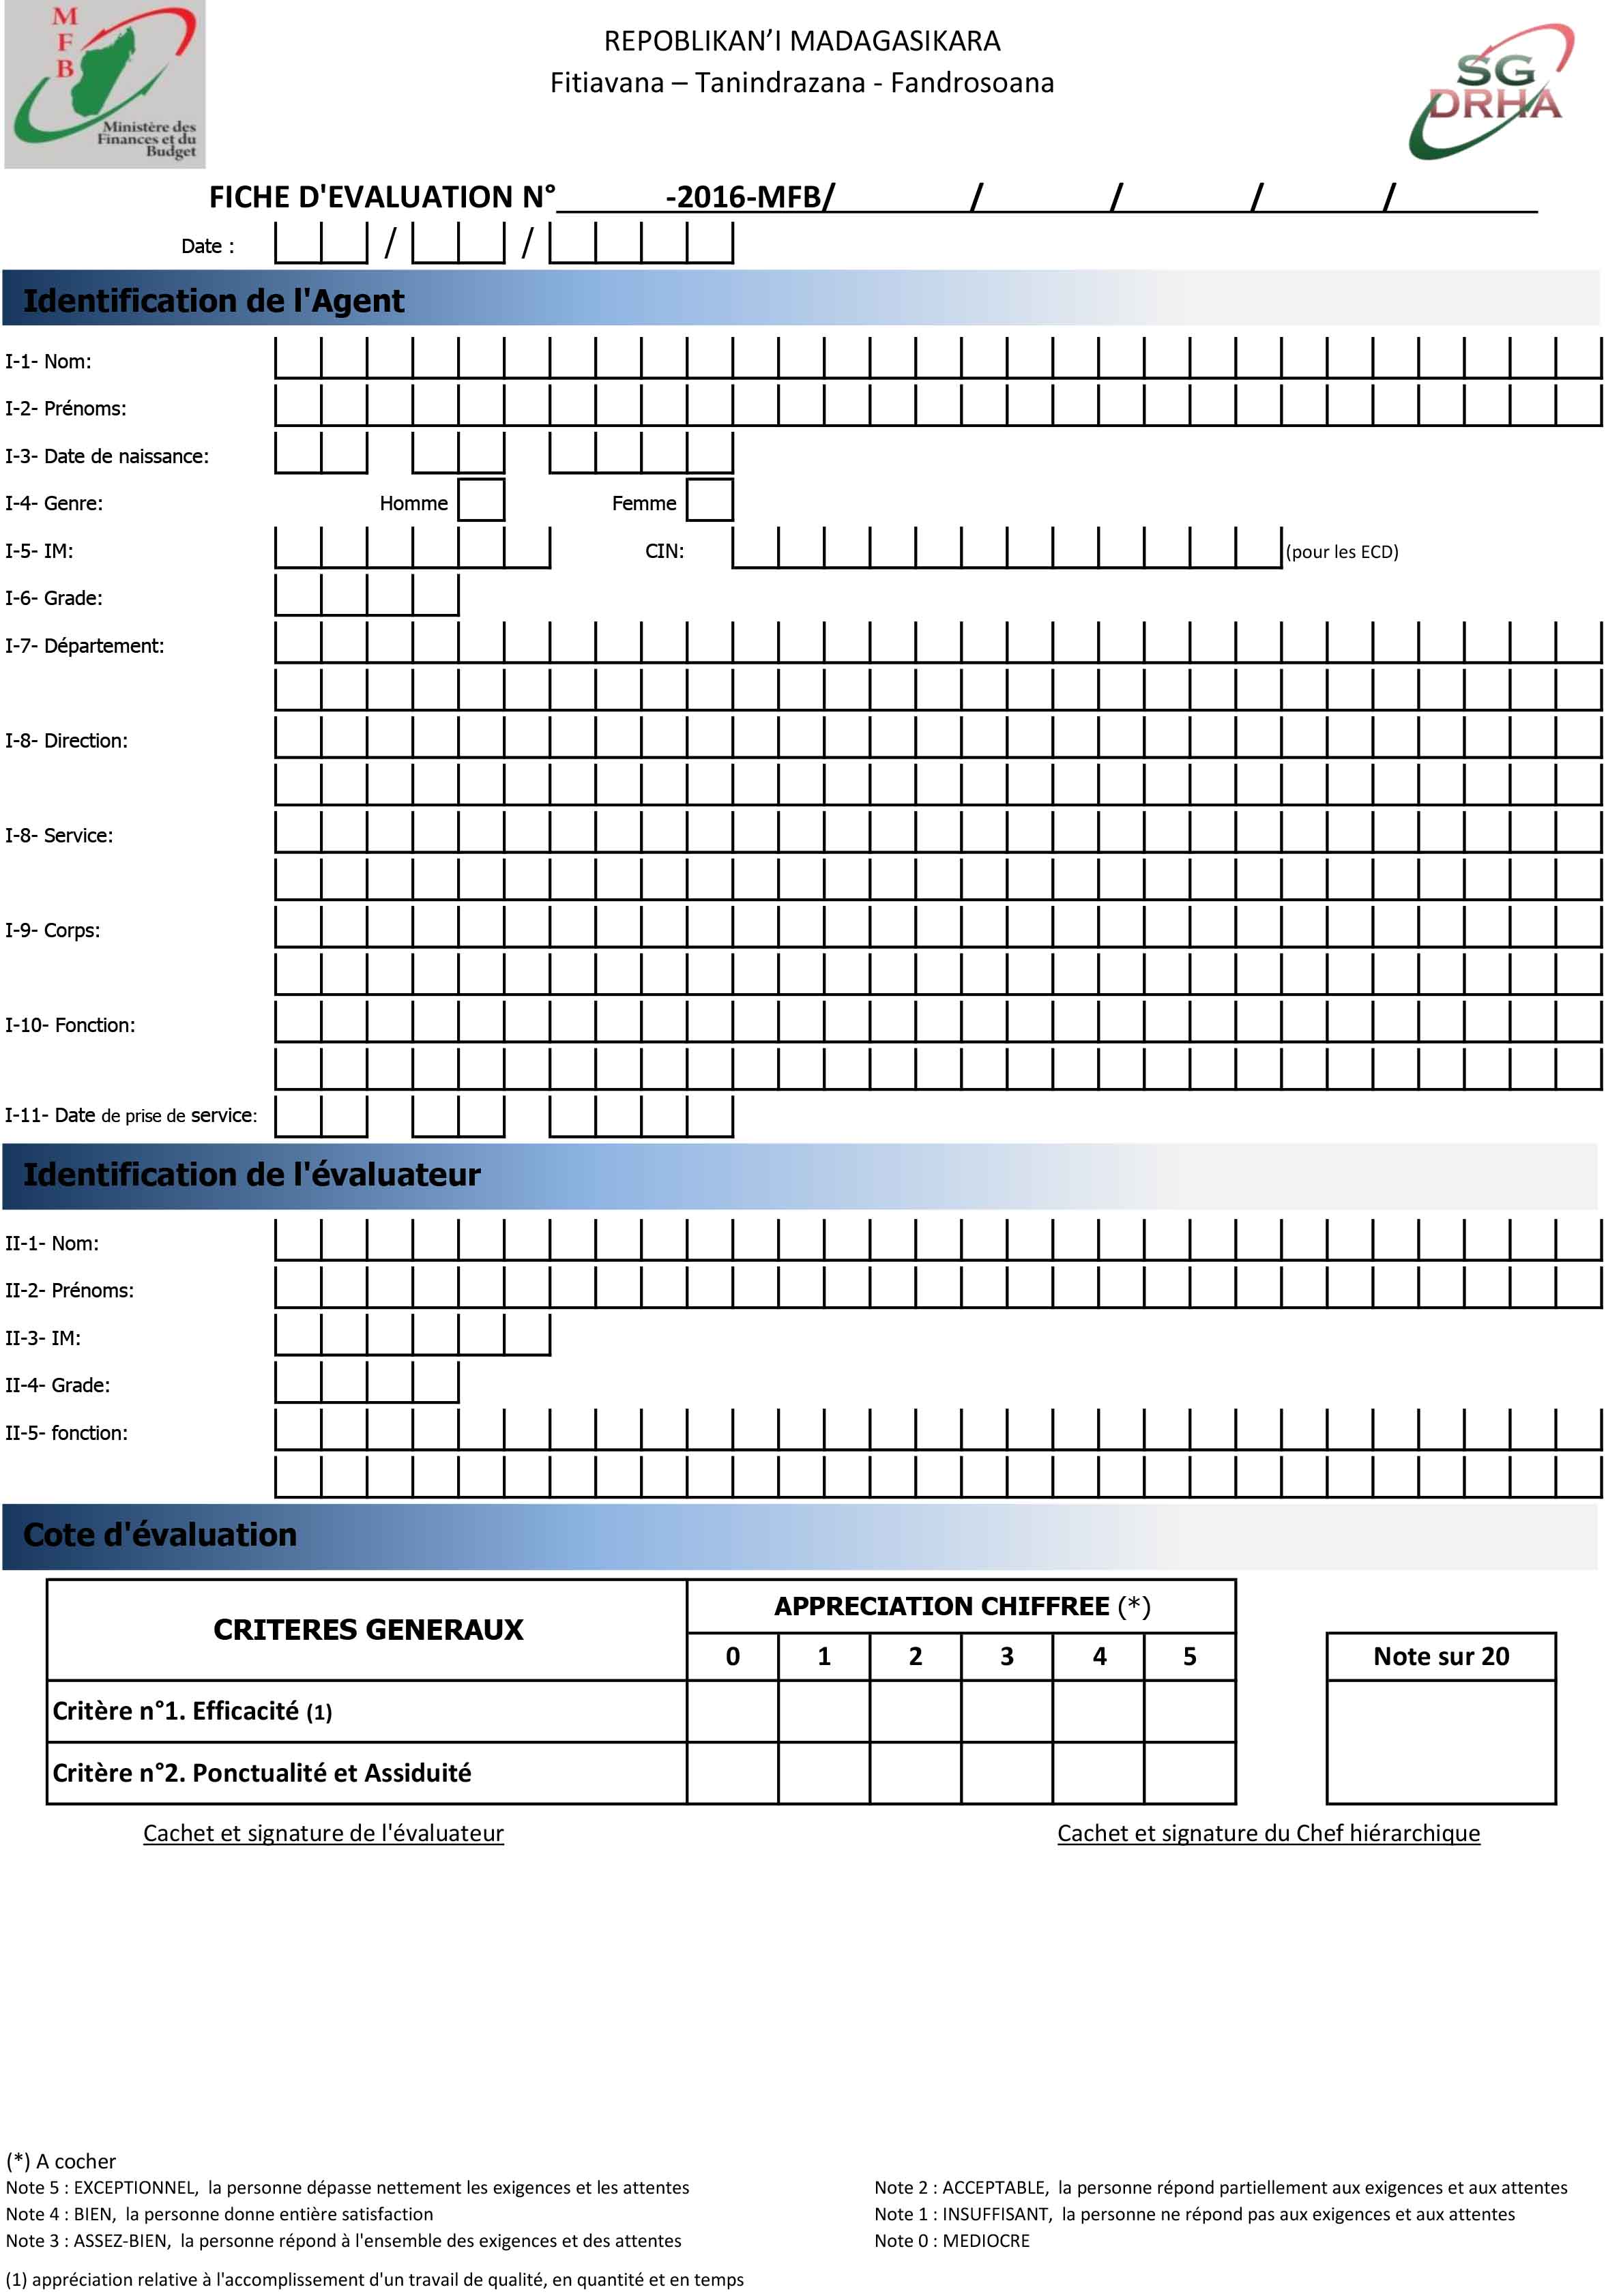 M
F
B
Ministère des
Finances et du
Budget
REPOBLIKAN’I MADAGASIKARA
Fitiavana – Tanindrazana - Fandrosoana
SG
DRHA
FICHE D'EVALUATION N°______-2016-MFB/ / / / /
Date : / /
Identification de l'Agent
I-1- Nom:
I-2- Prénoms:
I-3- Date de naissance:
I-4- Genre: Homme Femme
I-5- IM: CIN: (pour les ECD)
I-6- Grade:
I-7- Département:
I-8- Direction:
I-8- Service:
I-9- Corps:
I-10- Fonction:
I-11- Date de prise de service:
Identification de l'évaluateur
II-1- Nom:
II-2- Prénoms:
II-3- IM:
II-4- Grade:
II-5- fonction:
Cote d'évaluation
CRITERES GENERAUX
APPRECIATION CHIFFREE (*)
0 1 2 3 4 5
Note sur 20
Critère n°1. Efficacité (1)
Critère n°2. Ponctualité et Assiduité
Cachet et signature de l'évaluateur
Cachet et signature du Chef hiérarchique
(*) A cocher
Note 5 : EXCEPTIONNEL, la personne dépasse nettement les exigences et les attentes
Note 4 : BIEN, la personne donne entière satisfaction
Note 3 : ASSEZ-BIEN, la personne répond à l'ensemble des exigences et des attentes
Note 2 : ACCEPTABLE, la personne répond partiellement aux exigences et aux attentes
Note 1 : INSUFFISANT, la personne ne répond pas aux exigences et aux attentes
Note 0 : MEDIOCRE
(1) appréciation relative à l'accomplissement d'un travail de qualité, en quantité et en temps